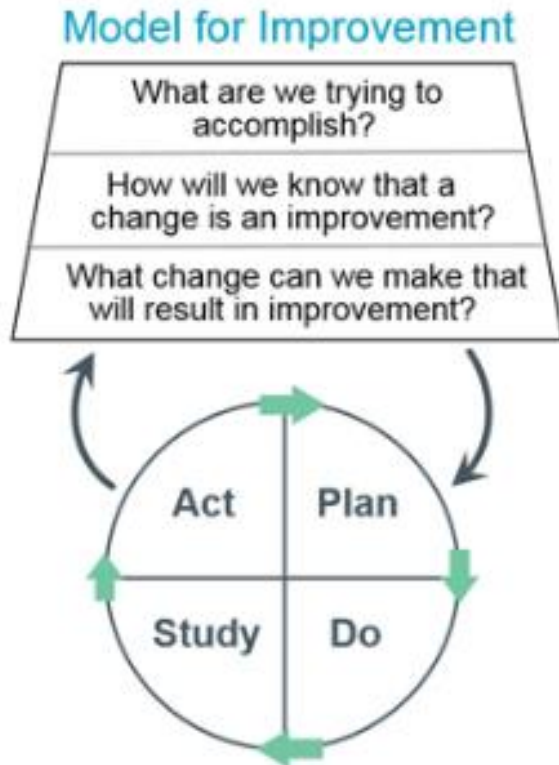 Model for Improvement
What are we trying to
accomplish?
How will we know that a
change is an improvement?
What change can we make that
will result in improvement?
Act
Plan
Study
Do